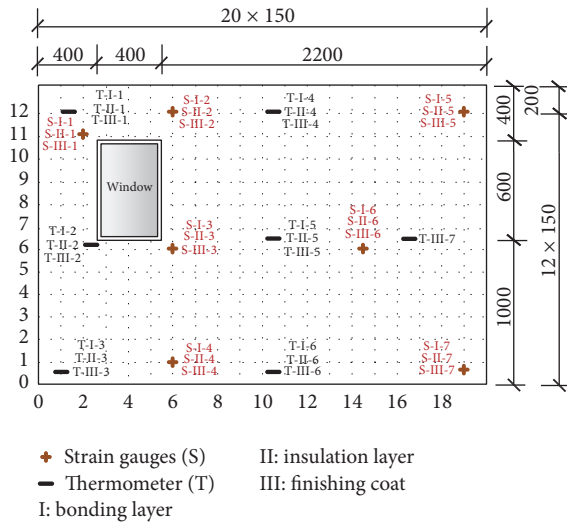 20 × 150
400 400 2200
T-I-1
T-II-1
T-III-1
S-I-1
S-II-1
S-III-1
S-I-2
S-II-2
S-III-2
T-I-4
T-II-4
T-III-4
S-I-5
S-II-5
S-III-5
Window
T-I-2
T-II-2
T-III-2
S-I-3
S-II-3
S-III-3
T-I-5
T-II-5
T-III-5
S-I-6
S-II-6
S-III-6
T-III-7
T-I-3
T-II-3
T-III-3
S-I-4
S-II-4
S-III-4
T-I-6
T-II-6
T-III-6
S-I-7
S-II-7
S-III-7
12
11
10
9
8
7
6
5
4
3
2
1
0
0 2 4 6 8 10 12 14 16 18
400
600
1000
200
12 × 150
Strain gauges (S)
Thermometer (T)
I: bonding layer
II: insulation layer
III: finishing coat